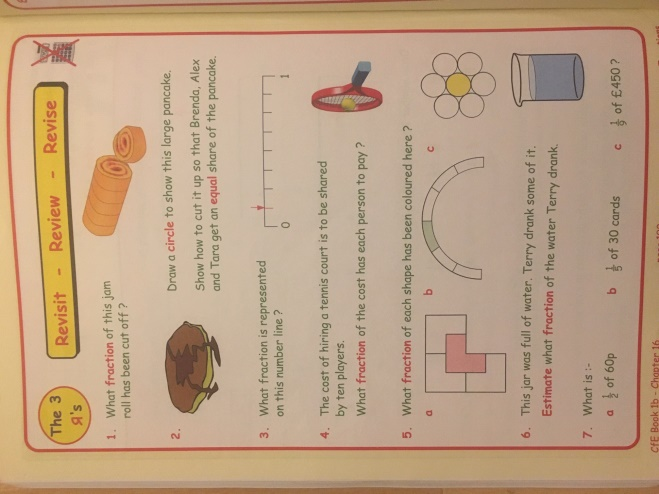 The 3
Я's
Revisit - Review - Revise
1. What fraction of this jam
roll has been cut off ?
2. Draw a circle to show this large pancake.
Show how to cut it up so that Brenda, Alex
and Tara get an equal share of the pancake.
3. What fraction is represented
on this number line ?
0 1
4. The cost of hiring a tennis court is to be shared
by ten players.
What fraction of the cost has each person to pay ?
5. What fraction of each shape has been coloured here ?
a b c
6. This jar was full of water. Terry drank some of it.
Estimate what fraction of the water Terry drank.
7. What is :-
a 1/2 of 60p b 1/5 of 30 cards c 1/9 of £450 ?
CfE Book 1b - Chapter 16